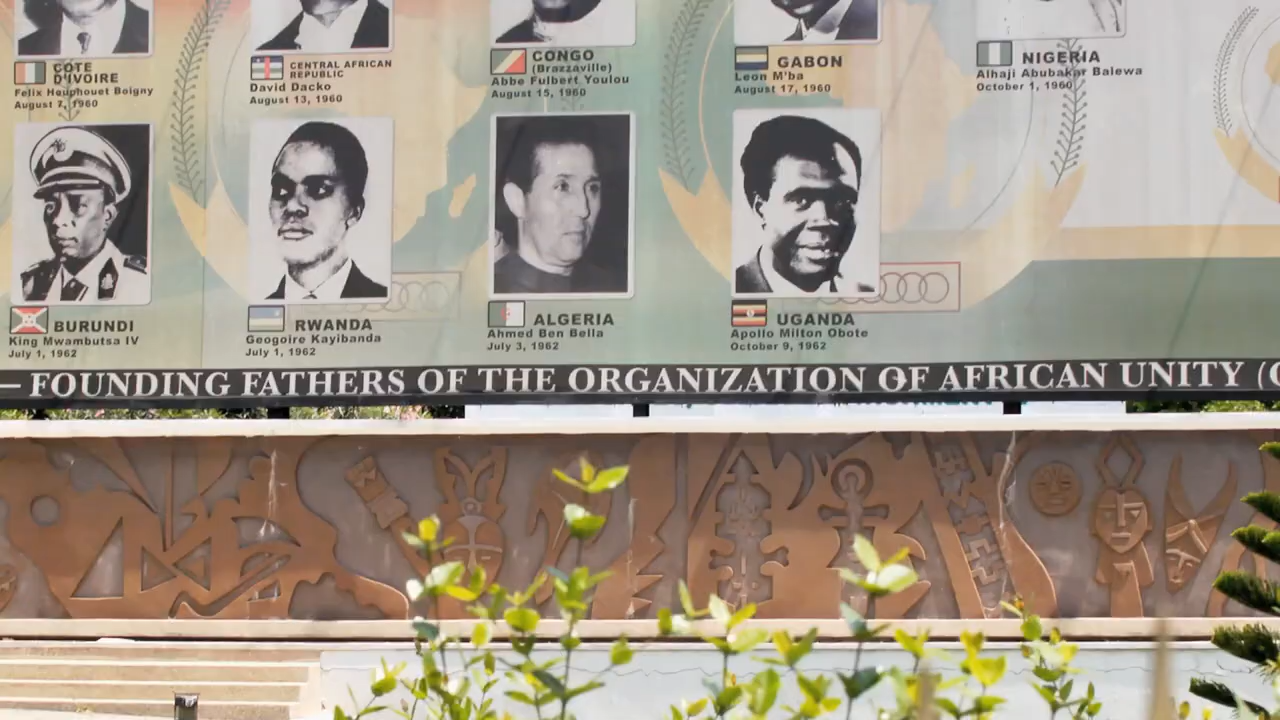 COTE
D'IVOIRE
Felix Houphouet Boigny
August 7, 1960
CENTRAL AFRICAN
REPUBLIC
David Dacko
August 13, 1960
CONGO
(Brazzaville)
Abbe Fulbert Youlou
August 15, 1960
GABON
Leon M'ba
August 17, 1960
NIGERIA
Alhaji Abubakar Balewa
October 1, 1960
BURUNDI
King Mwambutsa IV
July 1, 1962
RWANDA
Geogoire Kayibanda
July 1, 1962
ALGERIA
Ahmed Ben Bella
July 3, 1962
UGANDA
Apollo Milton Obote
October 9, 1962
— FOUNDING FATHERS OF THE ORGANIZATION OF AFRICAN UNITY (